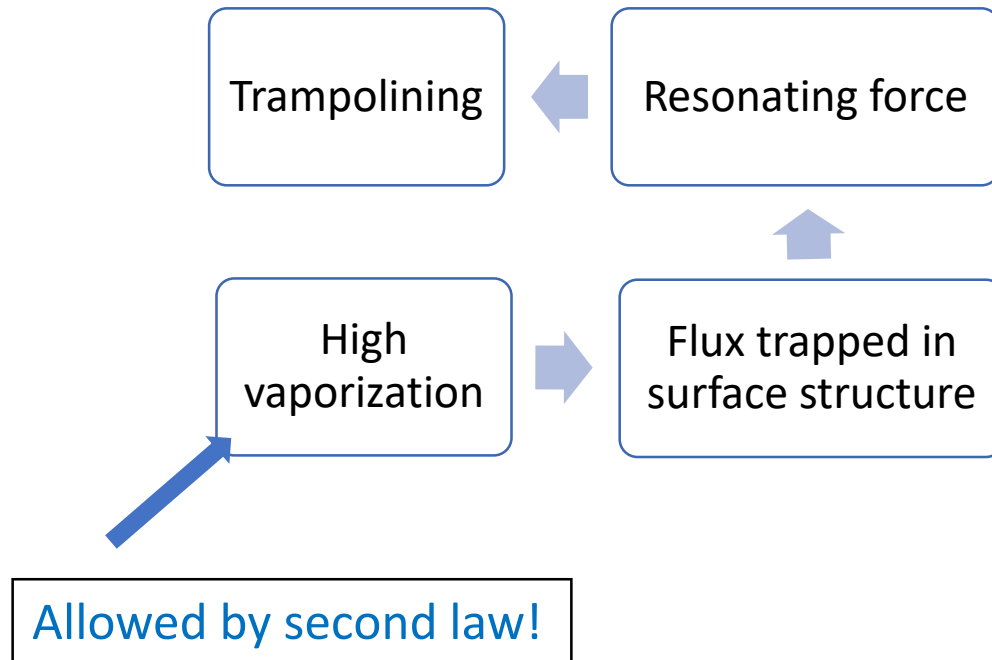 Trampolining
Resonating force
High
vaporization
Flux trapped in
surface structure
Allowed by second law!